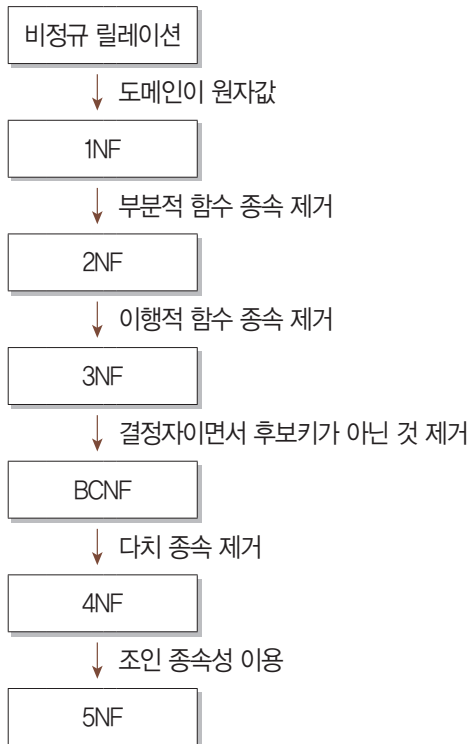 비정규 릴레이션
도메인이 원자값
1NF
부분적 함수 종속 제거
2NF
이행적 함수 종속 제거
3NF
결정자이면서 후보키가 아닌 것 제거
BCNF
다치 종속 제거
4NF
조인 종속성 이용
5NF